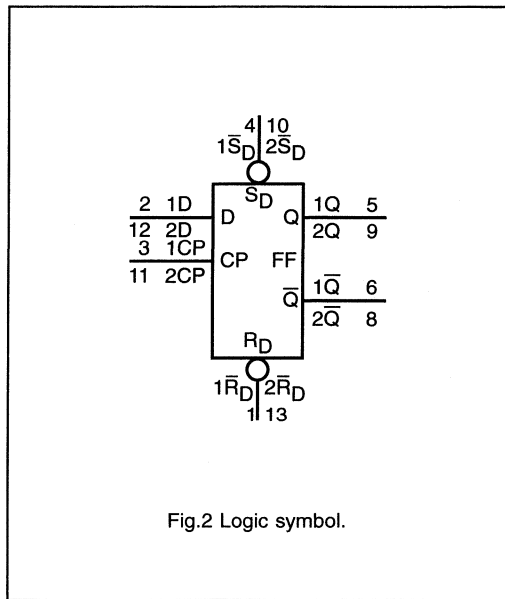 4 10
1S̅D 2S̅D
SD
2 1D D Q 1Q 5
12 2D 2Q 9
3 1CP CP FF
11 2CP
Q̅ 1Q̅ 6
2Q̅ 8
RD
1R̅D 2R̅D
1 13
Fig.2 Logic symbol.